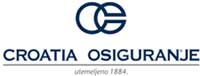 CROATIA OSIGURANJE
utemeljeno 1884.